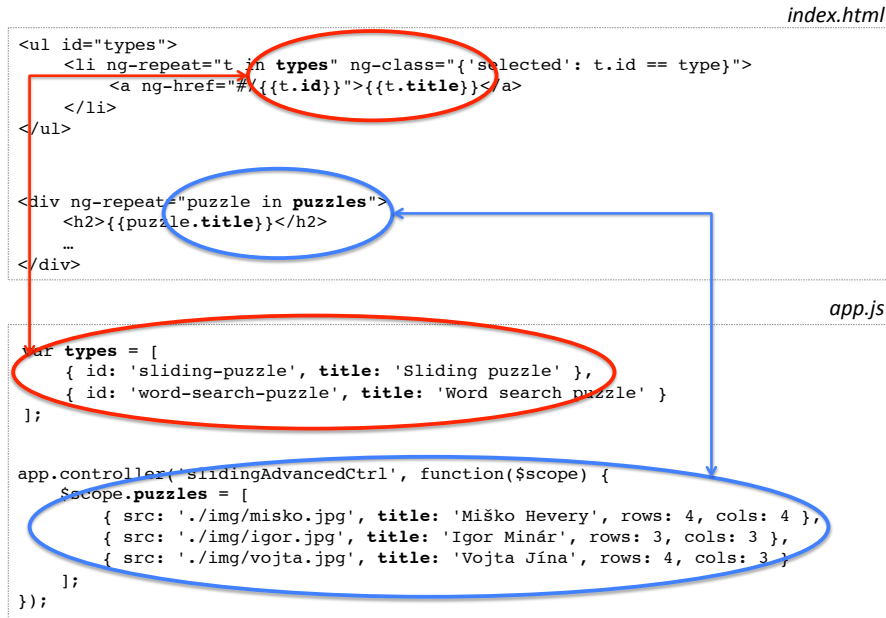 index.html
<ul id="types">
<li ng-repeat="t in types" ng-class="{'selected': t.id == type}">
<a ng-href="#/{{t.id}}">{{t.title}}</a>
</li>
</ul>
<div ng-repeat="puzzle in puzzles">
<h2>{{puzzle.title}}</h2>
…
</div>
app.js
var types = [
{ id: 'sliding-puzzle', title: 'Sliding puzzle' },
{ id: 'word-search-puzzle', title: 'Word search puzzle' }
];
app.controller('slidingAdvancedCtrl', function($scope) {
$scope.puzzles = [
{ src: './img/misko.jpg', title: 'Miško Hevery', rows: 4, cols: 4 },
{ src: './img/igor.jpg', title: 'Igor Minár', rows: 3, cols: 3 },
{ src: './img/vojta.jpg', title: 'Vojta Jína', rows: 4, cols: 3 }
];
});